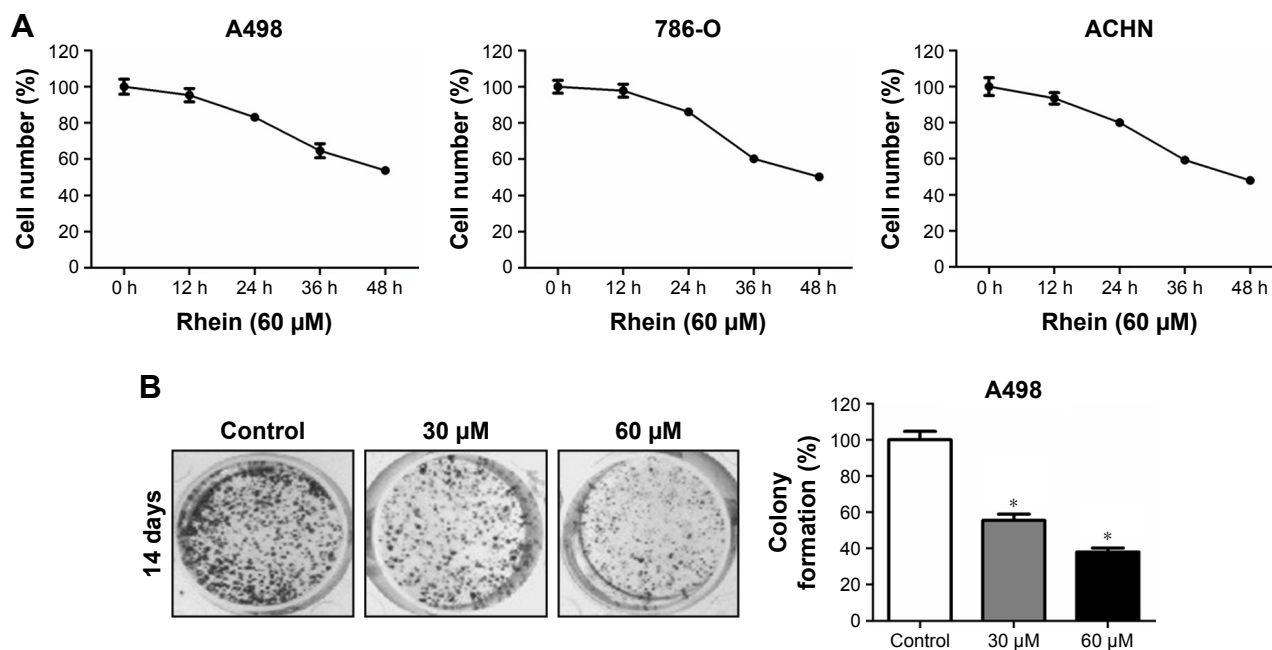 A
A498
786-O
ACHN
Cell number (%)
120
100
80
60
40
20
0
0 h 12 h 24 h 36 h 48 h
Rhein (60 µM)
Cell number (%)
120
100
80
60
40
20
0
0 h 12 h 24 h 36 h 48 h
Rhein (60 µM)
Cell number (%)
120
100
80
60
40
20
0
0 h 12 h 24 h 36 h 48 h
Rhein (60 µM)
B
Control 30 µM 60 µM
14 days
A498
Colony
formation (%)
120
100
80
60
40
20
0
*
*
Control 30 µM 60 µM